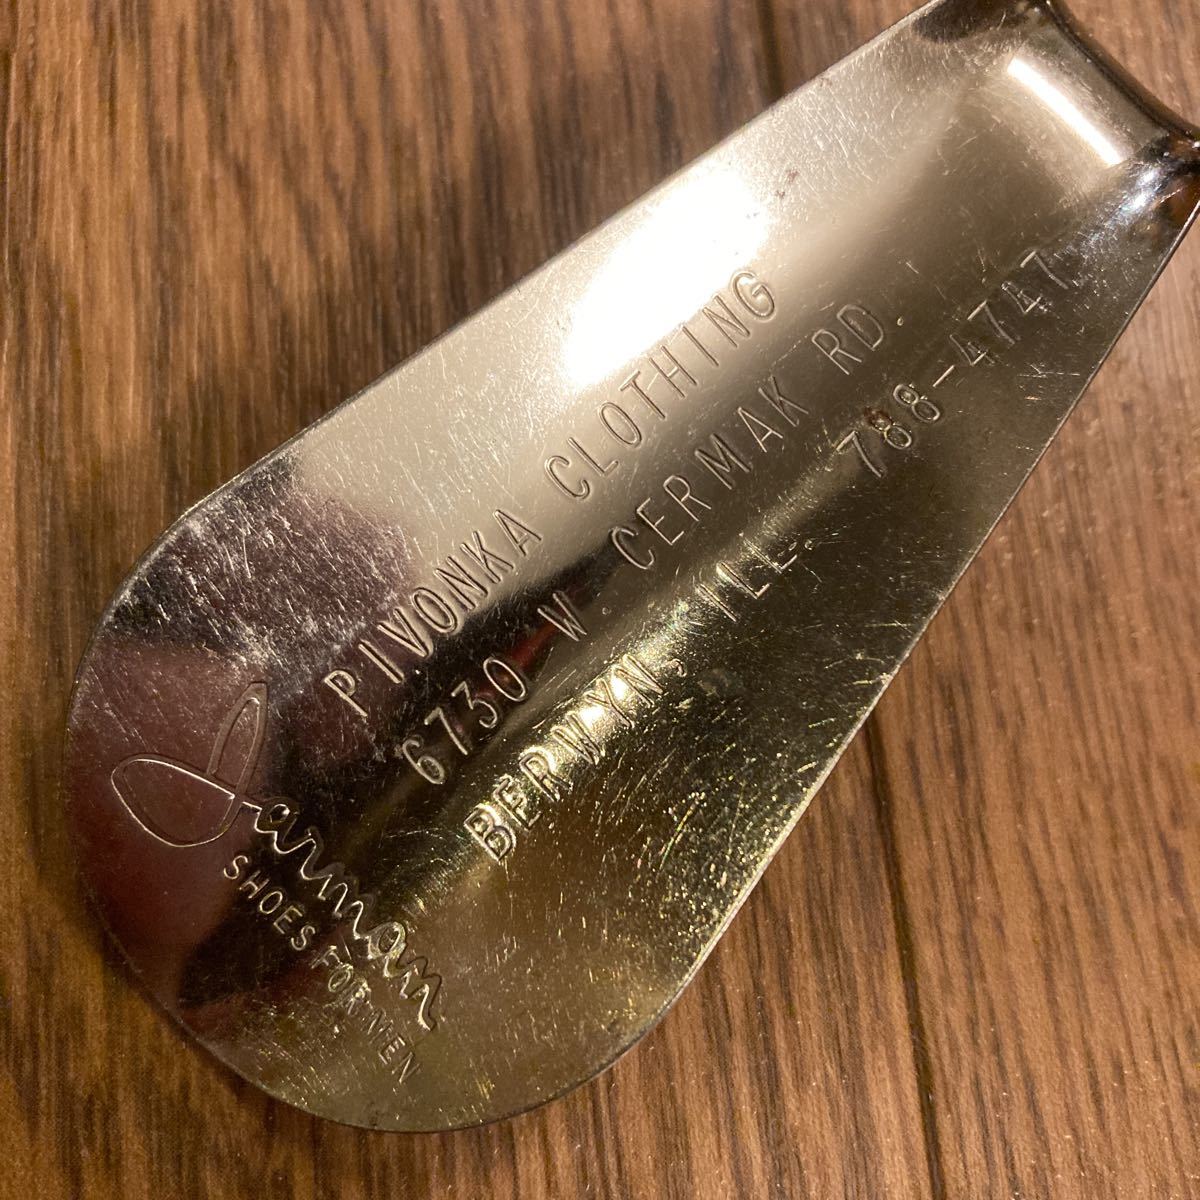 PIVONKA CLOTHING
6730 W CERMAK RD.
BERWYN, ILL. 788-4747
Jarman
SHOES FOR MEN